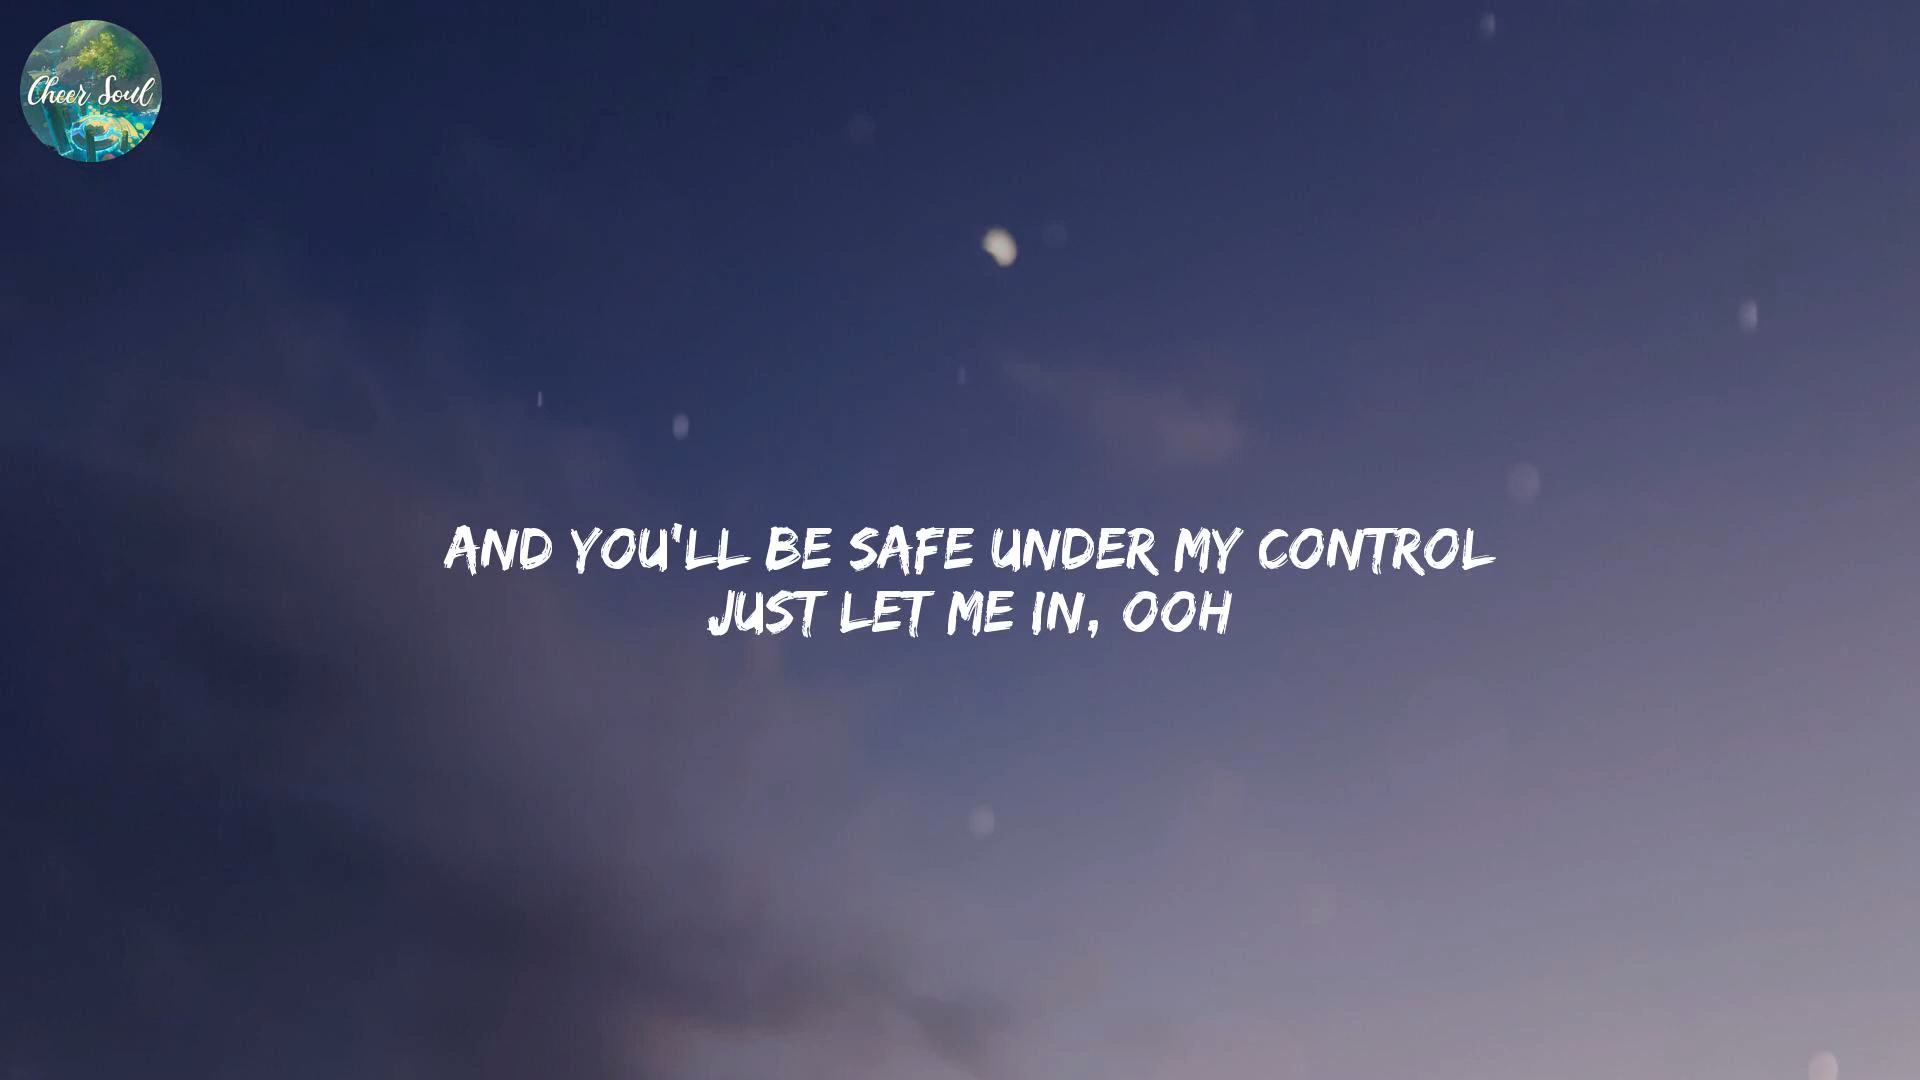 Cheer Soul
AND YOU'LL BE SAFE UNDER MY CONTROL
JUST LET ME IN, OOH